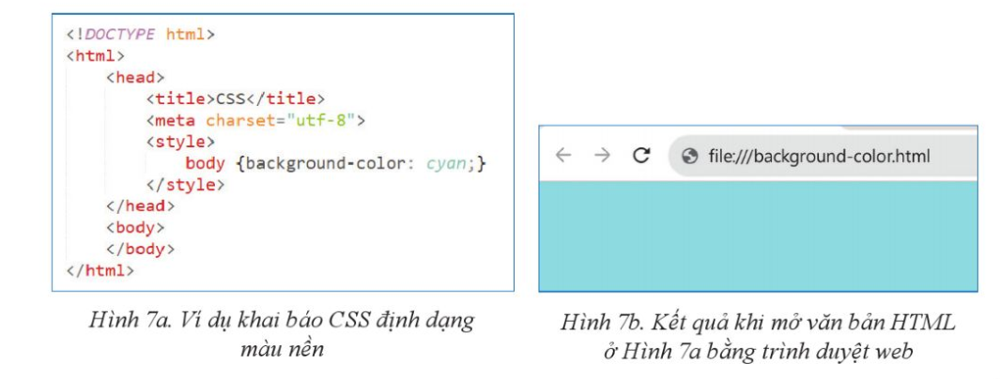 <!DOCTYPE html>
<html>
<head>
<title>CSS</title>
<meta charset="utf-8">
<style>
body {background-color: cyan;}
</style>
</head>
<body>
</body>
</html>
Hình 7a. Ví dụ khai báo CSS định dạng
màu nền
file:///background-color.html
Hình 7b. Kết quả khi mở văn bản HTML
ở Hình 7a bằng trình duyệt web